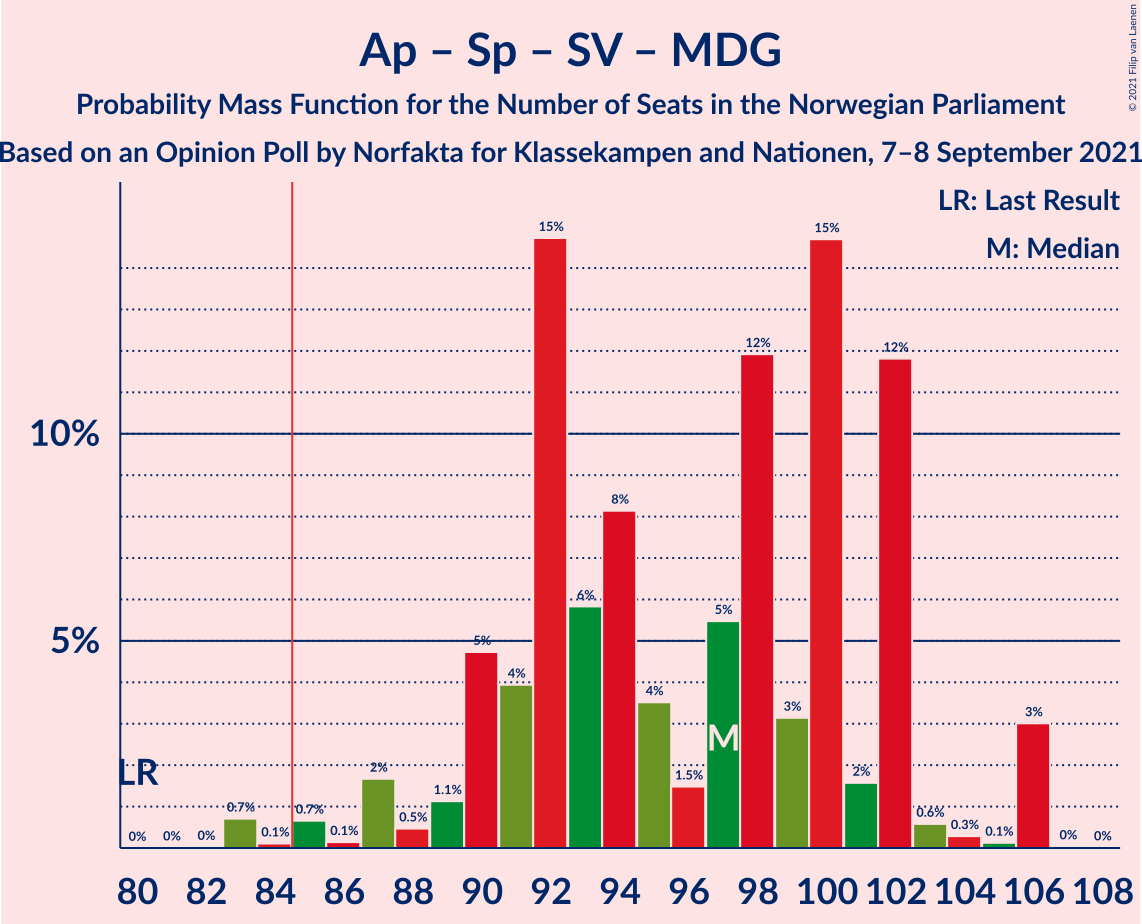 Ap – Sp – SV – MDG
Probability Mass Function for the Number of Seats in the Norwegian Parliament
Based on an Opinion Poll by Norfakta for Klassekampen and Nationen, 7–8 September 2021
© 2021 Filip van Laenen
LR: Last Result
M: Median
10%
5%
LR
M
0% 0% 0% 0.7% 0.1% 0.7% 0.1% 2% 0.5% 1.1% 5% 4% 15% 6% 8% 4% 1.5% 5% 12% 3% 15% 2% 12% 0.6% 0.3% 0.1% 3% 0% 0%
80 82 84 86 88 90 92 94 96 98 100 102 104 106 108